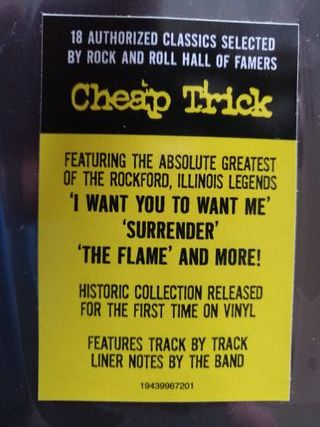 18 AUTHORIZED CLASSICS SELECTED
BY ROCK AND ROLL HALL OF FAMERS
Cheap Trick
FEATURING THE ABSOLUTE GREATEST
OF THE ROCKFORD, ILLINOIS LEGENDS
'I WANT YOU TO WANT ME'
'SURRENDER'
'THE FLAME' AND MORE!
HISTORIC COLLECTION RELEASED
FOR THE FIRST TIME ON VINYL
FEATURES TRACK BY TRACK
LINER NOTES BY THE BAND
19439967201